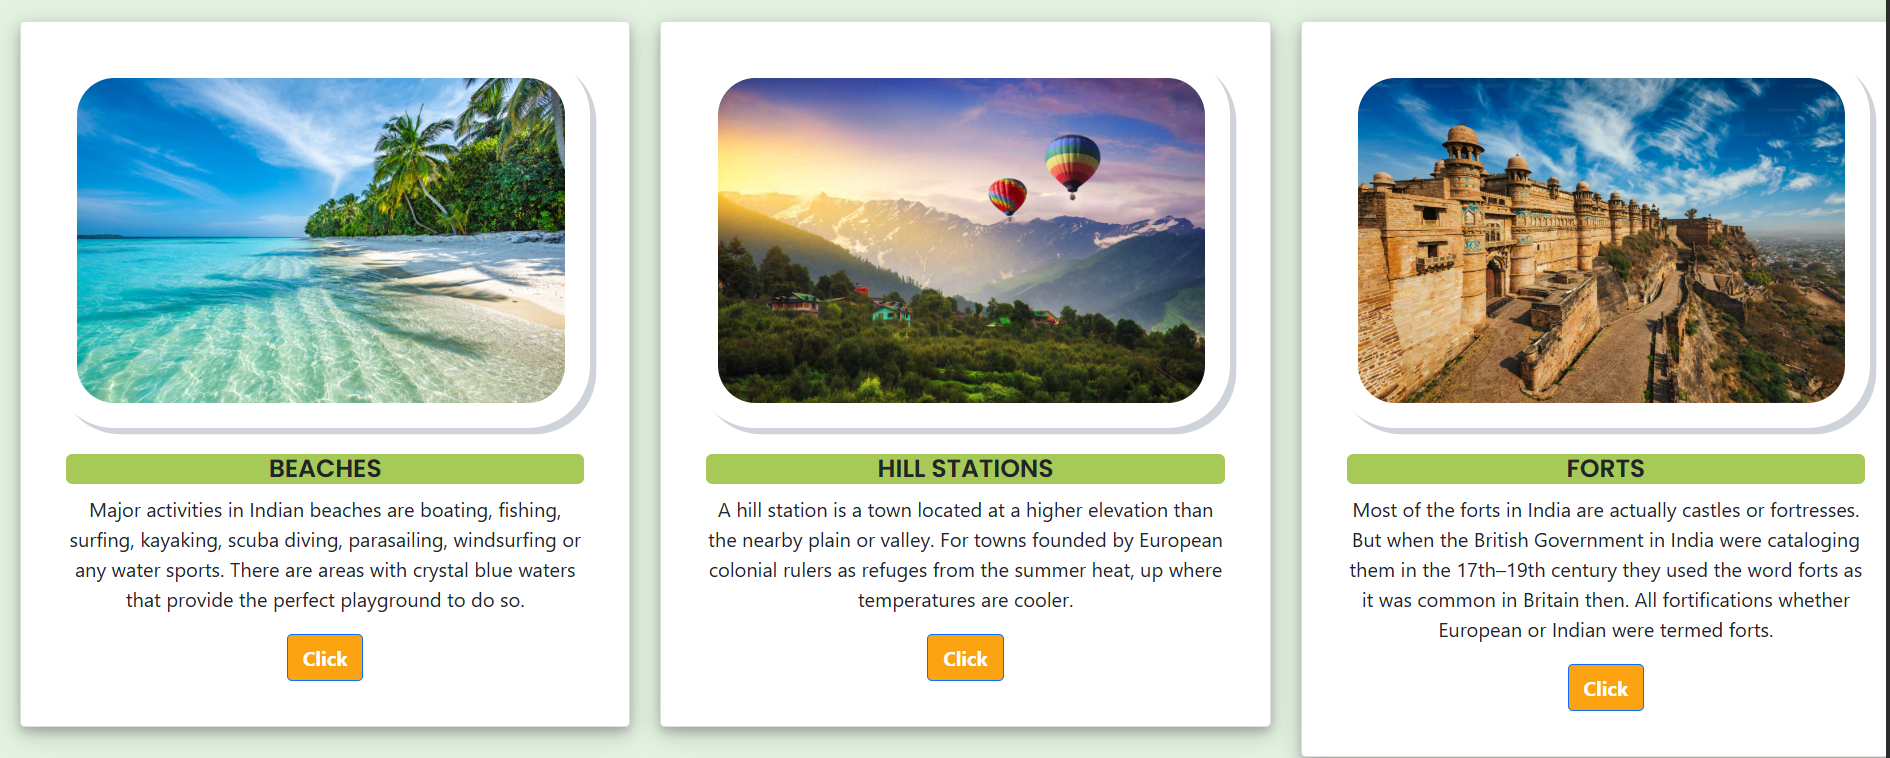 BEACHES
Major activities in Indian beaches are boating, fishing,
surfing, kayaking, scuba diving, parasailing, windsurfing or
any water sports. There are areas with crystal blue waters
that provide the perfect playground to do so.
Click
HILL STATIONS
A hill station is a town located at a higher elevation than
the nearby plain or valley. For towns founded by European
colonial rulers as refuges from the summer heat, up where
temperatures are cooler.
Click
FORTS
Most of the forts in India are actually castles or fortresses.
But when the British Government in India were cataloging
them in the 17th–19th century they used the word forts as
it was common in Britain then. All fortifications whether
European or Indian were termed forts.
Click